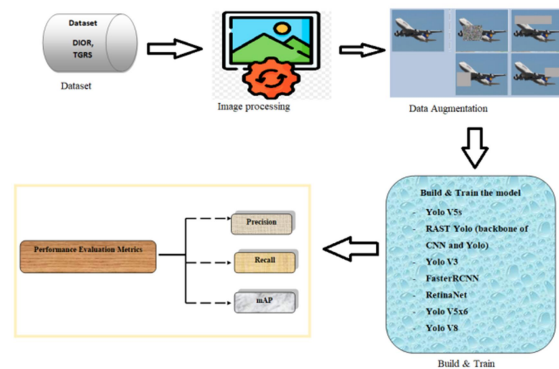 Dataset
DIOR,
TGRS
Dataset
Image processing
Data Augmentation
Build & Train the model
- Yolo V5s
- RAST Yolo (backbone of
CNN and Yolo)
- Yolo V3
- FasterRCNN
- RetinaNet
- Yolo V5x6
- Yolo V8
Build & Train
Performance Evaluation Metrics
Precision
Recall
mAP